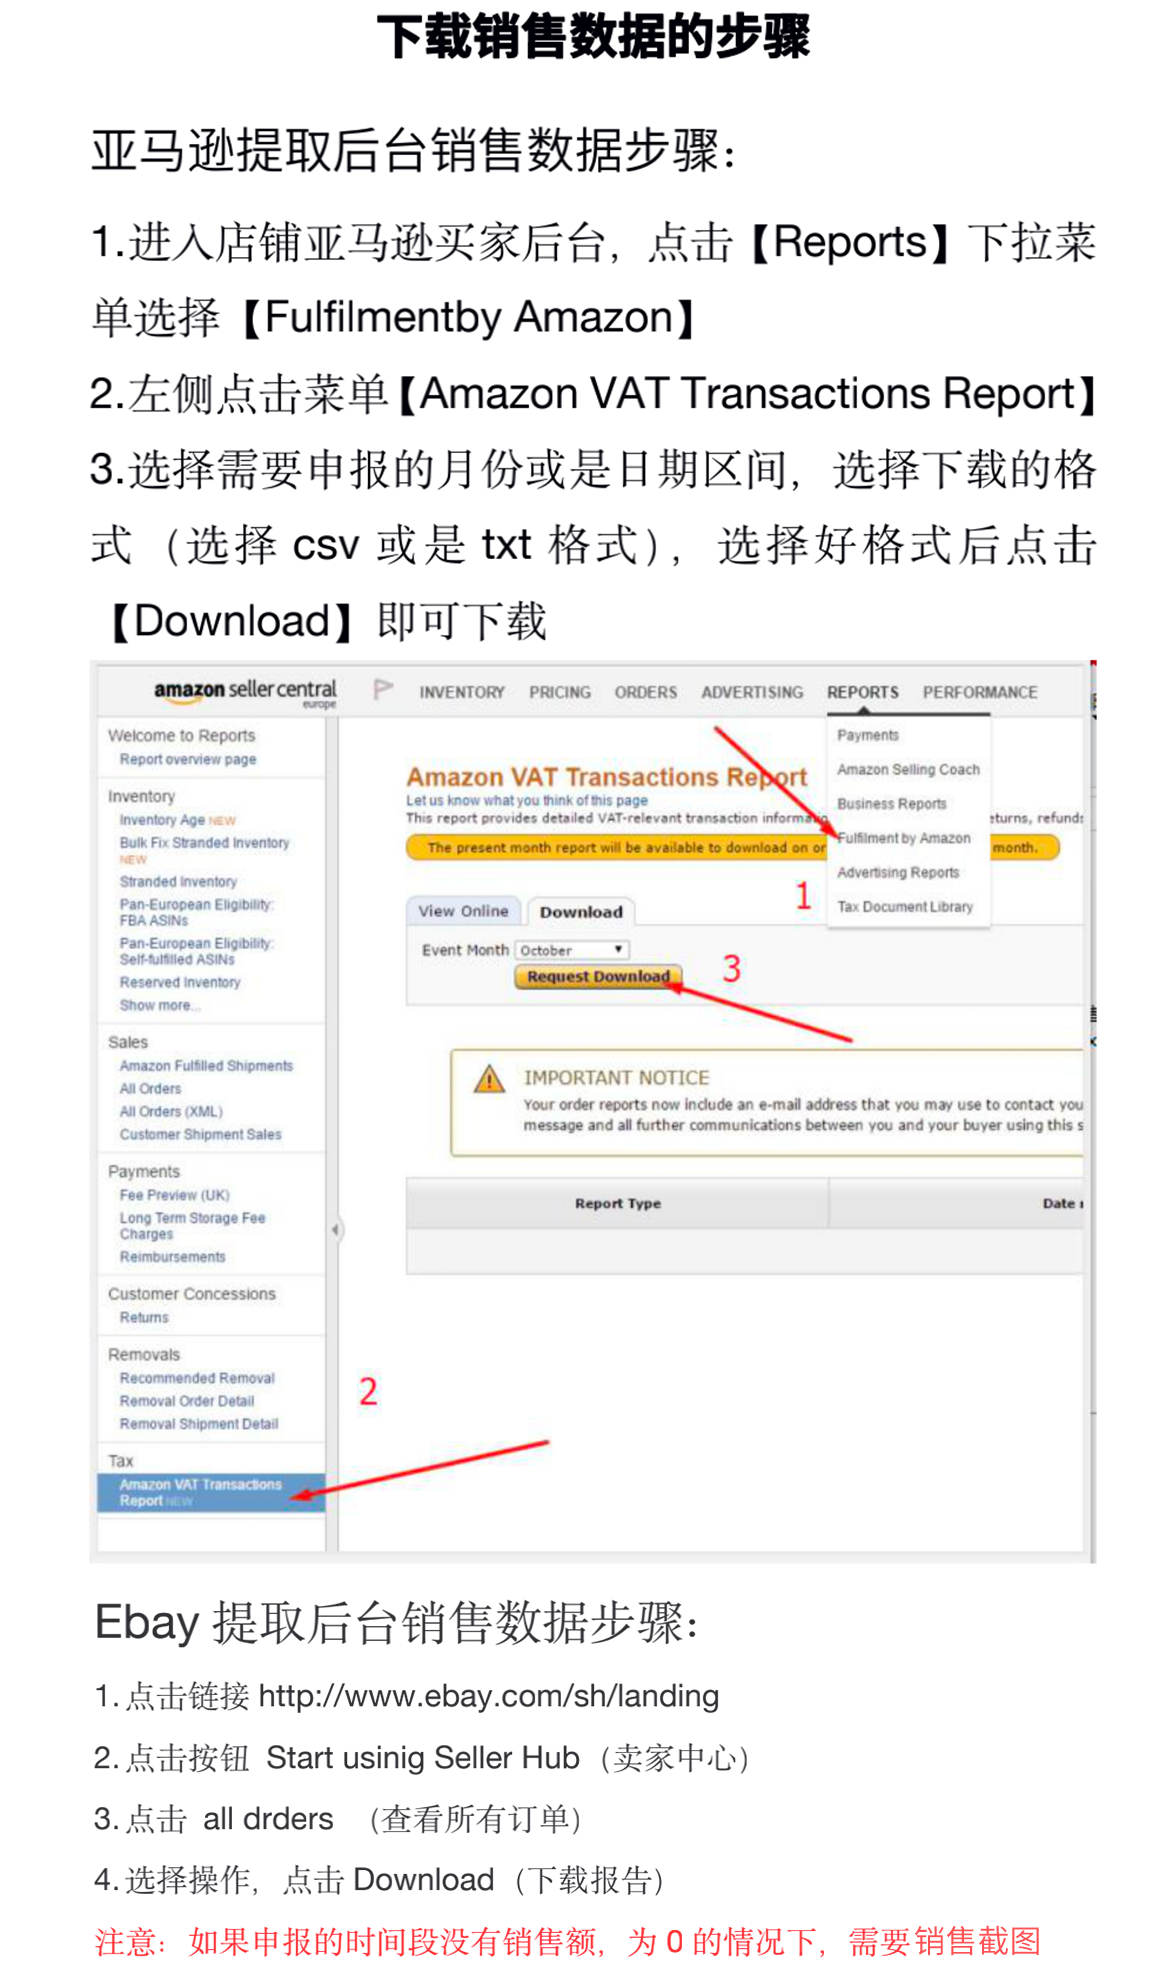 下载销售数据的步骤
亚马逊提取后台销售数据步骤：
1.进入店铺亚马逊买家后台，点击【Reports】下拉菜
单选择【Fulfilmentby Amazon】
2.左侧点击菜单【Amazon VAT Transactions Report】
3.选择需要申报的月份或是日期区间，选择下载的格
式（选择 csv 或是 txt 格式），选择好格式后点击
【Download】即可下载
amazon seller central
europe
INVENTORY PRICING ORDERS ADVERTISING REPORTS PERFORMANCE
Welcome to Reports
Report overview page
Inventory
Inventory Age NEW
Bulk Fix Stranded Inventory
NEW
Stranded Inventory
Pan-European Eligibility:
FBA ASINs
Pan-European Eligibility:
Self-fulfilled ASINs
Reserved Inventory
Show more...
Sales
Amazon Fulfilled Shipments
All Orders
All Orders (XML)
Customer Shipment Sales
Payments
Fee Preview (UK)
Long Term Storage Fee
Charges
Reimbursements
Customer Concessions
Returns
Removals
Recommended Removal
Removal Order Detail
Removal Shipment Detail
Tax
Amazon VAT Transactions
Report NEW
Payments
Amazon Selling Coach
Business Reports
Fulfilment by Amazon
Advertising Reports
Tax Document Library
Amazon VAT Transactions Report
Let us know what you think of this page
This report provides detailed VAT-relevant transaction informatio eturns, refunds
The present month report will be available to download on or month.
1
View Online Download
Event Month October
Request Download
3
IMPORTANT NOTICE
Your order reports now include an e-mail address that you may use to contact you
message and all further communications between you and your buyer using this s
Report Type Date
2
Ebay 提取后台销售数据步骤：
1.点击链接 http://www.ebay.com/sh/landing
2.点击按钮 Start usinig Seller Hub（卖家中心）
3.点击 all drders （查看所有订单）
4.选择操作，点击 Download（下载报告）
注意：如果申报的时间段没有销售额，为 0 的情况下，需要销售截图